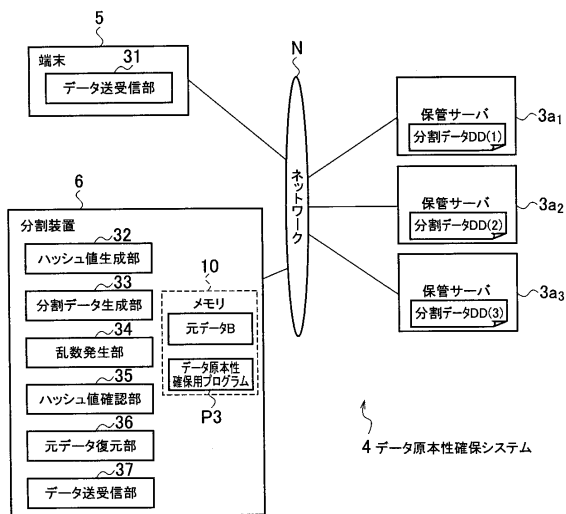 5
端末
31
データ送受信部
N
ネットワーク
保管サーバ
分割データDD(1)
3a1
保管サーバ
分割データDD(2)
3a2
保管サーバ
分割データDD(3)
3a3
6
分割装置
32
ハッシュ値生成部
33
分割データ生成部
34
乱数発生部
35
ハッシュ値確認部
36
元データ復元部
37
データ送受信部
10
メモリ
元データB
データ原本性
確保用プログラム
P3
4 データ原本性確保システム